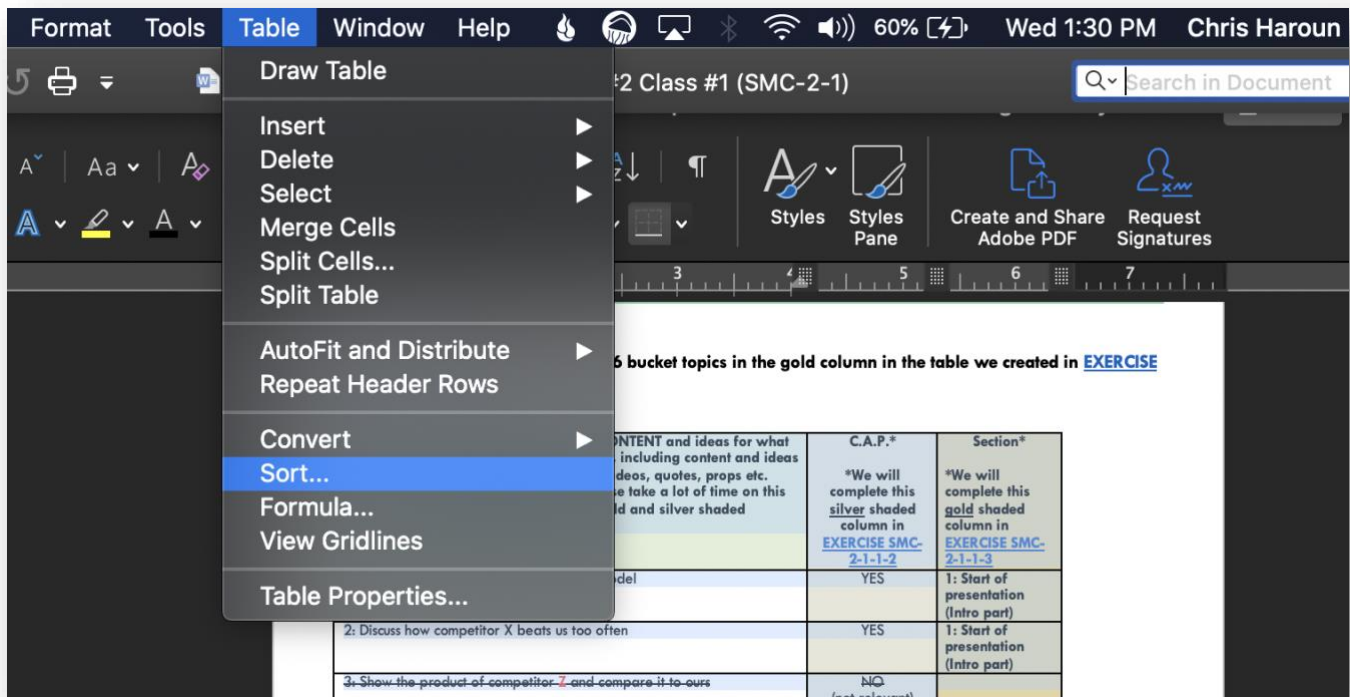 Format Tools Table Window Help 60% Wed 1:30 PM Chris Haroun
#2 Class #1 (SMC-2-1)
Search in Document
Draw Table
Insert
Delete
Select
Merge Cells
Split Cells...
Split Table
AutoFit and Distribute
Repeat Header Rows
Convert
Sort...
Formula...
View Gridlines
Table Properties...
Aa
Styles
Styles
Pane
Create and Share
Adobe PDF
Request
Signatures
3 5 6 7
6 bucket topics in the gold column in the table we created in EXERCISE
and ideas for what
including content and ideas
quotes, props etc.
take a lot of time on this
and silver shaded
C.A.P.*
*We will
complete this
silver shaded
column in
EXERCISE SMC-
2-1-1-2
Section*
*We will
complete this
gold shaded
column in
EXERCISE SMC-
2-1-1-3
YES
1: Start of
presentation
(Intro part)
2: Discuss how competitor X beats us too often
YES
1: Start of
presentation
(Intro part)
3: Show the product of competitor Z and compare it to ours
NO
(not relevant)